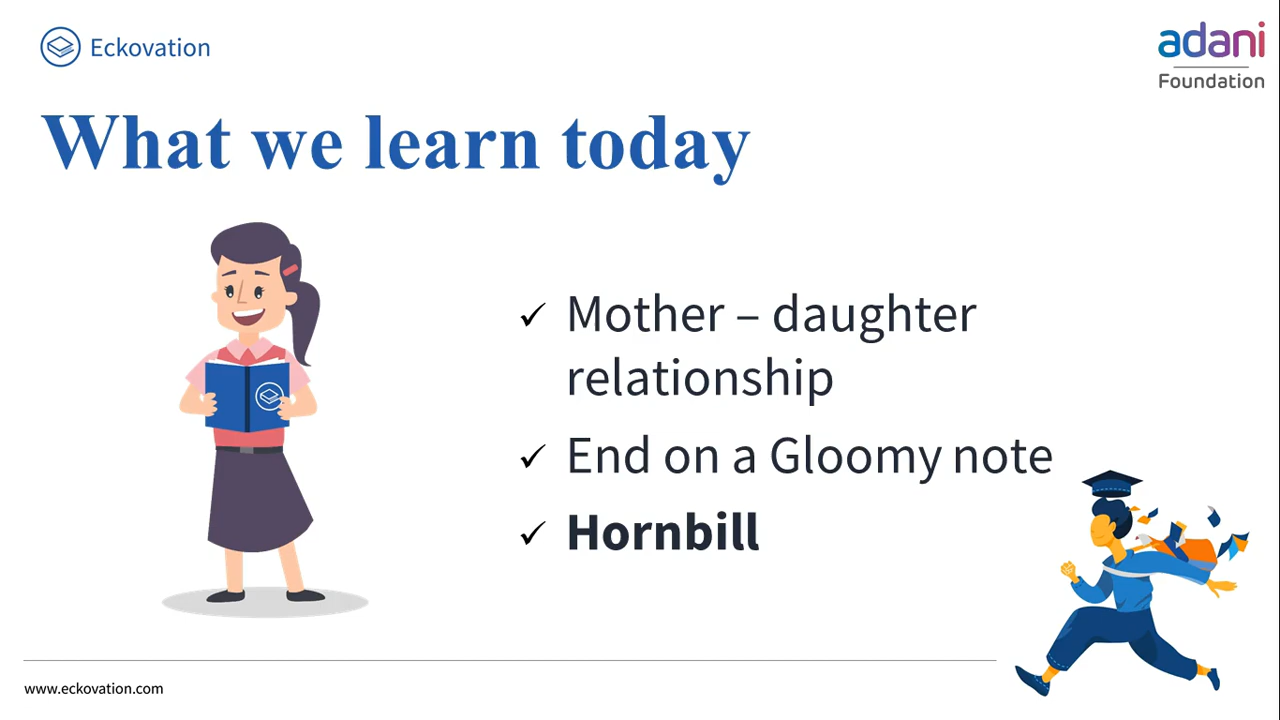 Eckovation
adani
Foundation
What we learn today
✓ Mother – daughter
relationship
✓ End on a Gloomy note
✓ Hornbill
www.eckovation.com